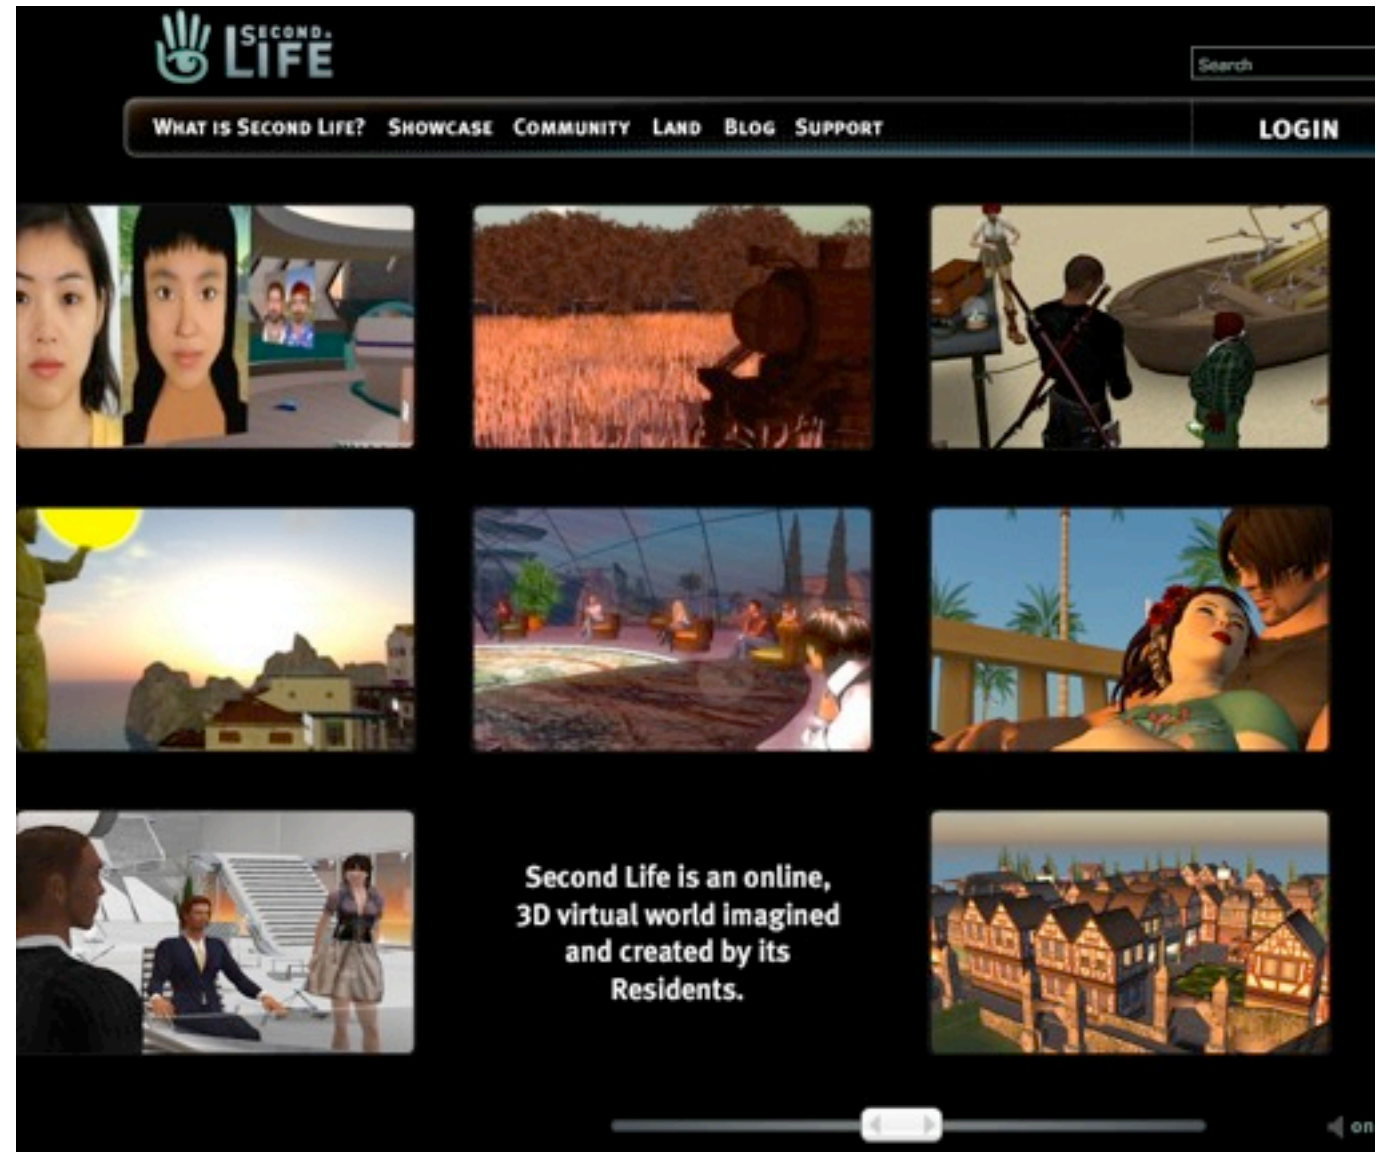 SECOND
LIFE
Search
WHAT IS SECOND LIFE? SHOWCASE COMMUNITY LAND BLOG SUPPORT
LOGIN
Second Life is an online,
3D virtual world imagined
and created by its
Residents.
on